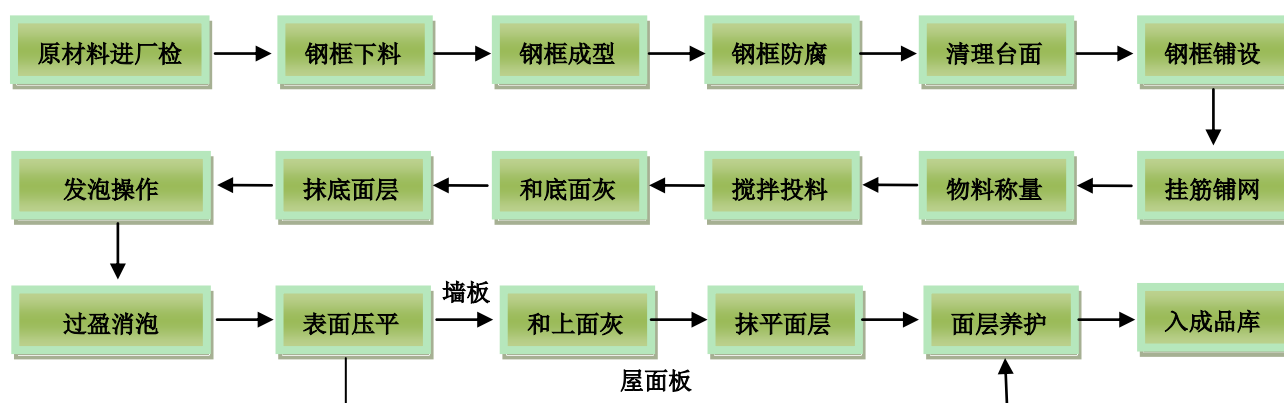 原材料进厂检
钢框下料
钢框成型
钢框防腐
清理台面
钢框铺设
发泡操作
抹底面层
和底面灰
搅拌投料
物料称量
挂筋铺网
过盈消泡
表面压平
墙板
和上面灰
抹平面层
面层养护
入成品库
屋面板